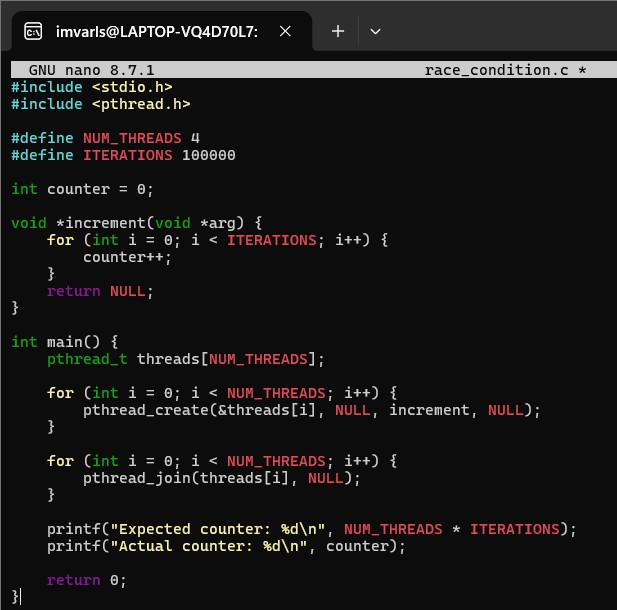 imvarls@LAPTOP-VQ4D70L7:
GNU nano 8.7.1 race_condition.c *
#include <stdio.h>
#include <pthread.h>

#define NUM_THREADS 4
#define ITERATIONS 100000

int counter = 0;

void *increment(void *arg) {
    for (int i = 0; i < ITERATIONS; i++) {
        counter++;
    }
    return NULL;
}

int main() {
    pthread_t threads[NUM_THREADS];

    for (int i = 0; i < NUM_THREADS; i++) {
        pthread_create(&threads[i], NULL, increment, NULL);
    }

    for (int i = 0; i < NUM_THREADS; i++) {
        pthread_join(threads[i], NULL);
    }

    printf("Expected counter: %d\n", NUM_THREADS * ITERATIONS);
    printf("Actual counter: %d\n", counter);

    return 0;
}